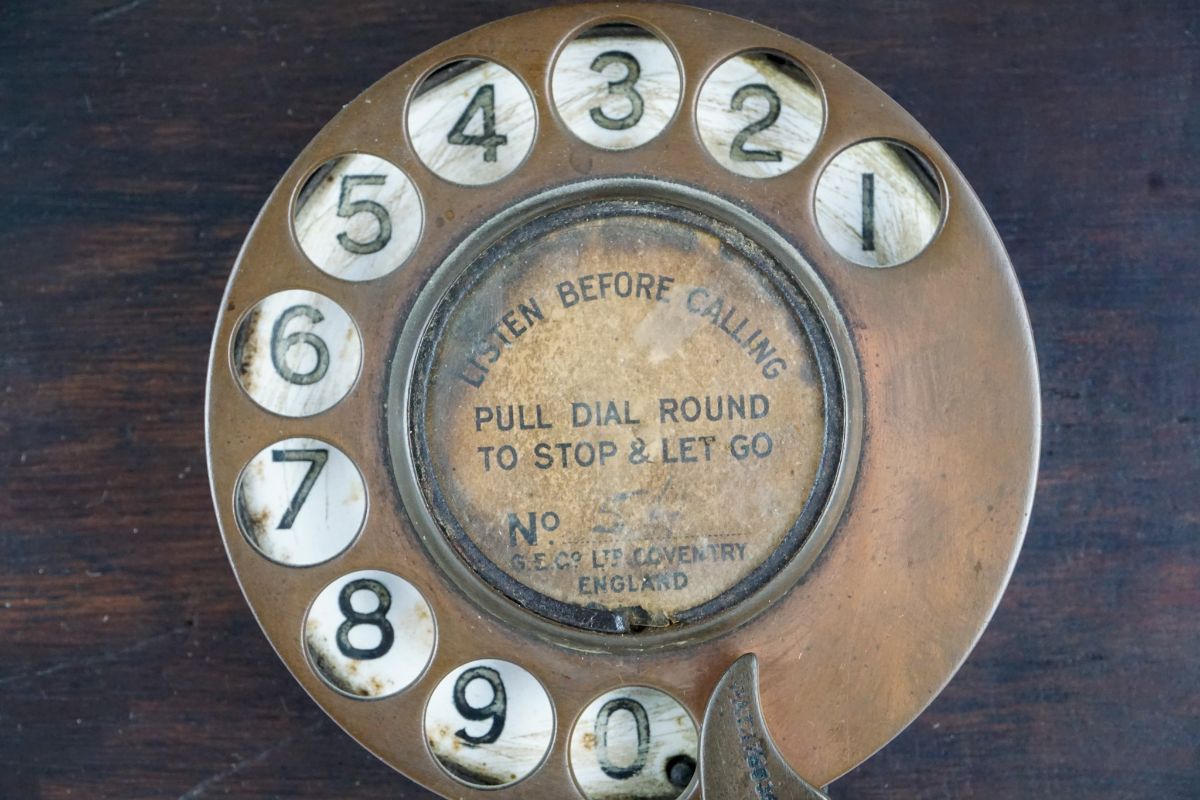 4 3 2
5 1
6
7
8
9
0
LISTEN BEFORE CALLING
PULL DIAL ROUND
TO STOP & LET GO
No.
G.E.Co. LTD. COVENTRY
ENGLAND